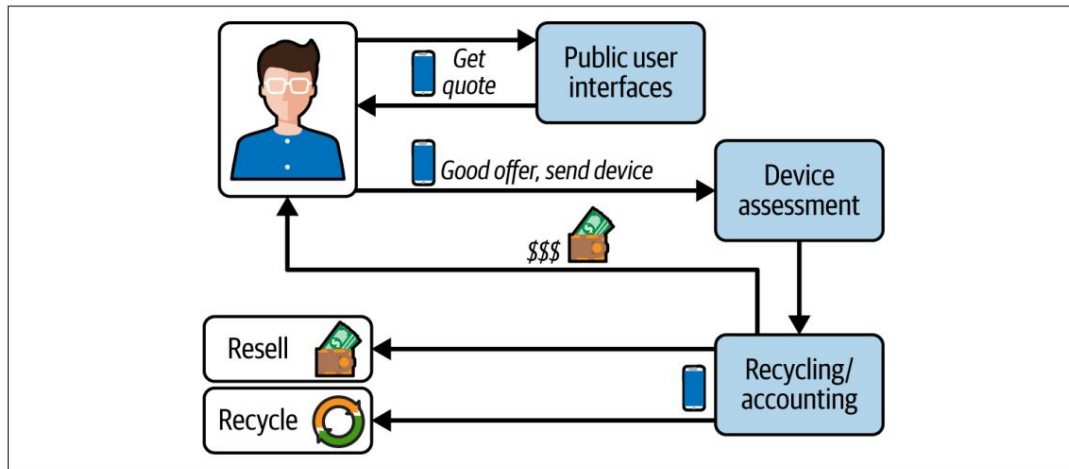 Get
quote
Public user
interfaces
Good offer, send device
Device
assessment
$$$
Resell
Recycle
Recycling/
accounting